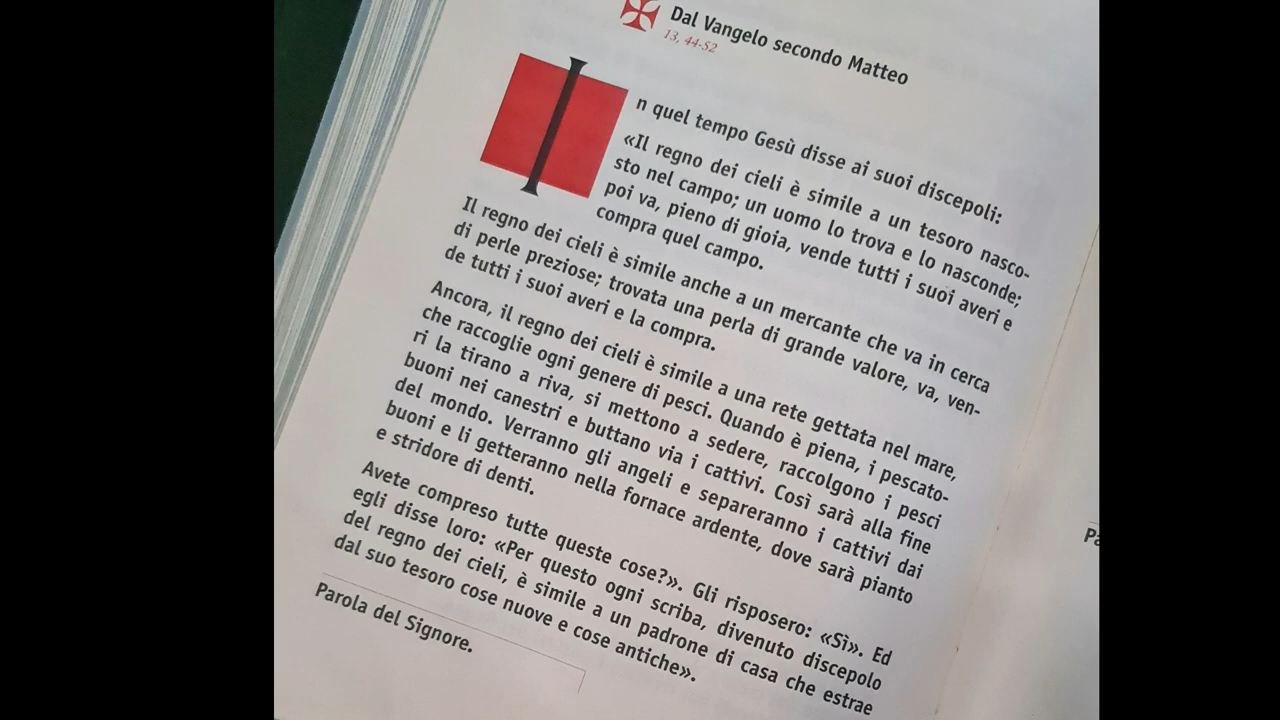 Dal Vangelo secondo Matteo
13, 44-52
In quel tempo Gesù disse ai suoi discepoli:
«Il regno dei cieli è simile a un tesoro nasco-
sto nel campo; un uomo lo trova e lo nasconde;
poi va, pieno di gioia, vende tutti i suoi averi e
compra quel campo.
Il regno dei cieli è simile anche a un mercante che va in cerca
di perle preziose; trovata una perla di grande valore, va, ven-
de tutti i suoi averi e la compra.
Ancora, il regno dei cieli è simile a una rete gettata nel mare,
che raccoglie ogni genere di pesci. Quando è piena, i pescato-
ri la tirano a riva, si mettono a sedere, raccolgono i pesci
buoni nei canestri e buttano via i cattivi. Così sarà alla fine
del mondo. Verranno gli angeli e separeranno i cattivi dai
buoni e li getteranno nella fornace ardente, dove sarà pianto
e stridore di denti.
Avete compreso tutte queste cose?». Gli risposero: «Sì». Ed
egli disse loro: «Per questo ogni scriba, divenuto discepolo
del regno dei cieli, è simile a un padrone di casa che estrae
dal suo tesoro cose nuove e cose antiche».
Parola del Signore.